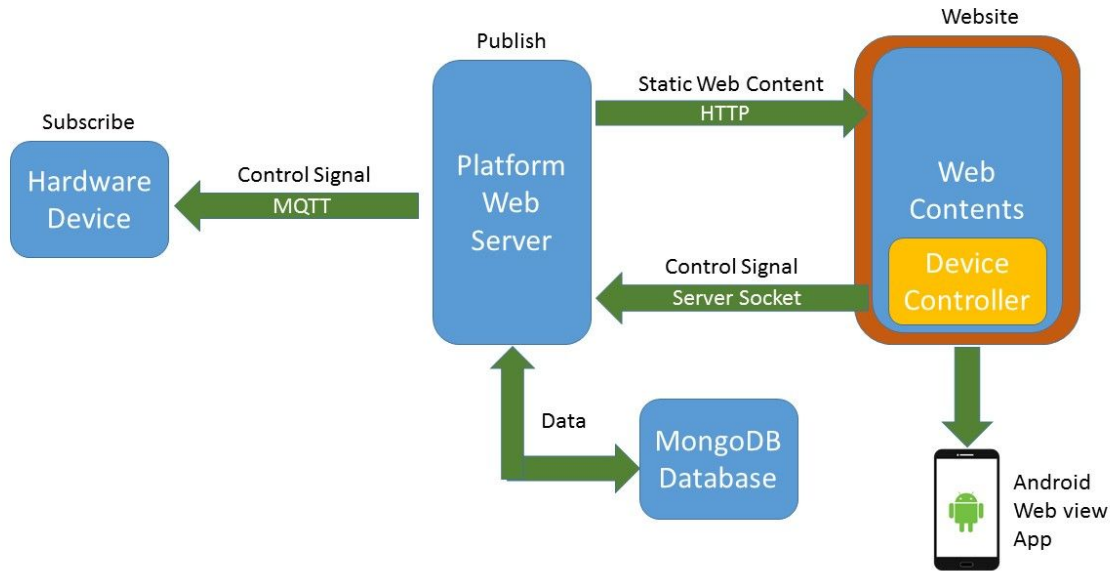 Website
Publish
Static Web Content
HTTP
Subscribe
Hardware
Device
Control Signal
MQTT
Platform
Web
Server
Web
Contents
Control Signal
Server Socket
Device
Controller
Data
MongoDB
Database
Android
Web view
App